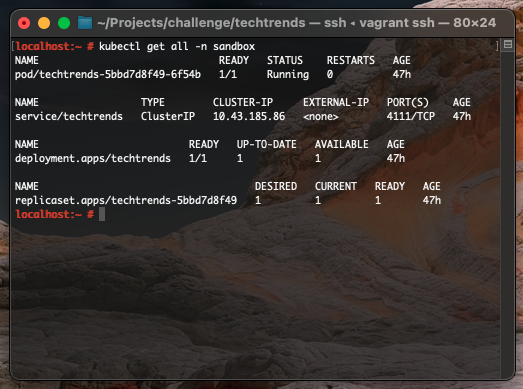 ~/Projects/challenge/techtrends — ssh ◂ vagrant ssh — 80×24
[localhost:~ # kubectl get all -n sandbox ]
NAME READY STATUS RESTARTS AGE
pod/techtrends-5bbd7d8f49-6f54b 1/1 Running 0 47h
NAME TYPE CLUSTER-IP EXTERNAL-IP PORT(S) AGE
service/techtrends ClusterIP 10.43.185.86 <none> 4111/TCP 47h
NAME READY UP-TO-DATE AVAILABLE AGE
deployment.apps/techtrends 1/1 1 1 47h
NAME DESIRED CURRENT READY AGE
replicaset.apps/techtrends-5bbd7d8f49 1 1 1 47h
localhost:~ #